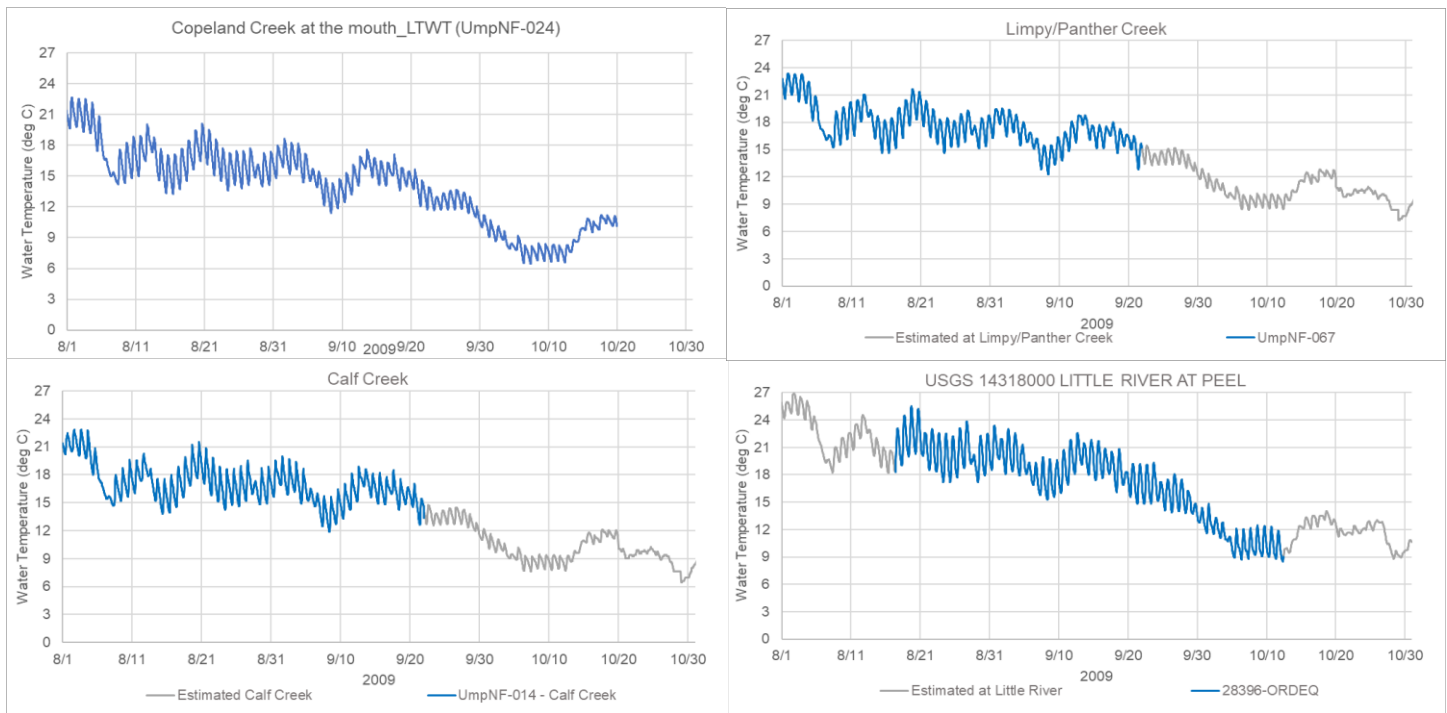 Copeland Creek at the mouth_LTWT (UmpNF-024)
Water Temperature (deg C)
27
24
21
18
15
12
9
6
3
0
8/1 8/11 8/21 8/31 9/10 9/20 9/30 10/10 10/20 10/30
2009
Limpy/Panther Creek
Water Temperature (deg C)
27
24
21
18
15
12
9
6
3
0
8/1 8/11 8/21 8/31 9/10 9/20 9/30 10/10 10/20 10/30
2009
Estimated at Limpy/Panther Creek UmpNF-067
Calf Creek
Water Temperature (deg C)
27
24
21
18
15
12
9
6
3
0
8/1 8/11 8/21 8/31 9/10 9/20 9/30 10/10 10/20 10/30
2009
Estimated Calf Creek UmpNF-014 - Calf Creek
USGS 14318000 LITTLE RIVER AT PEEL
Water Temperature (deg C)
27
24
21
18
15
12
9
6
3
0
8/1 8/11 8/21 8/31 9/10 9/20 9/30 10/10 10/20 10/30
2009
Estimated at Little River 28396-ORDEQ